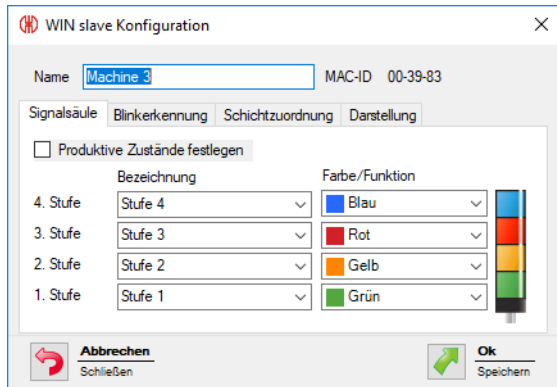 WIN slave Konfiguration
Name Machine 3 MAC-ID 00-39-83
Signalsäule Blinkerkennung Schichtzuordnung Darstellung
Produktive Zustände festlegen
Bezeichnung Farbe/Funktion
4. Stufe Stufe 4 Blau
3. Stufe Stufe 3 Rot
2. Stufe Stufe 2 Gelb
1. Stufe Stufe 1 Grün
Abbrechen Ok
Schließen Speichern